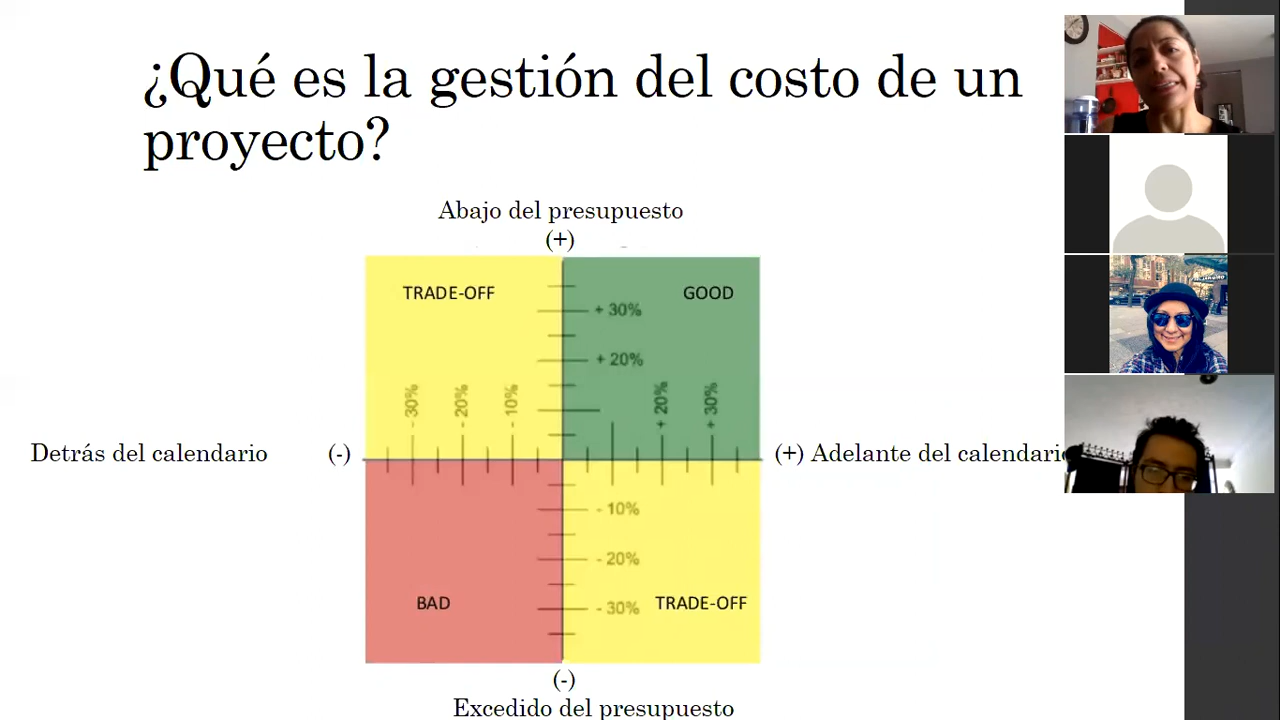 ¿Qué es la gestión del costo de un
proyecto?
Abajo del presupuesto
(+)
TRADE-OFF
GOOD
+ 30%
+ 20%
- 30%
- 20%
- 10%
+ 20%
+ 30%
Detrás del calendario
(-)
(+) Adelante del calendario
- 10%
- 20%
- 30%
BAD
TRADE-OFF
(-)
Excedido del presupuesto